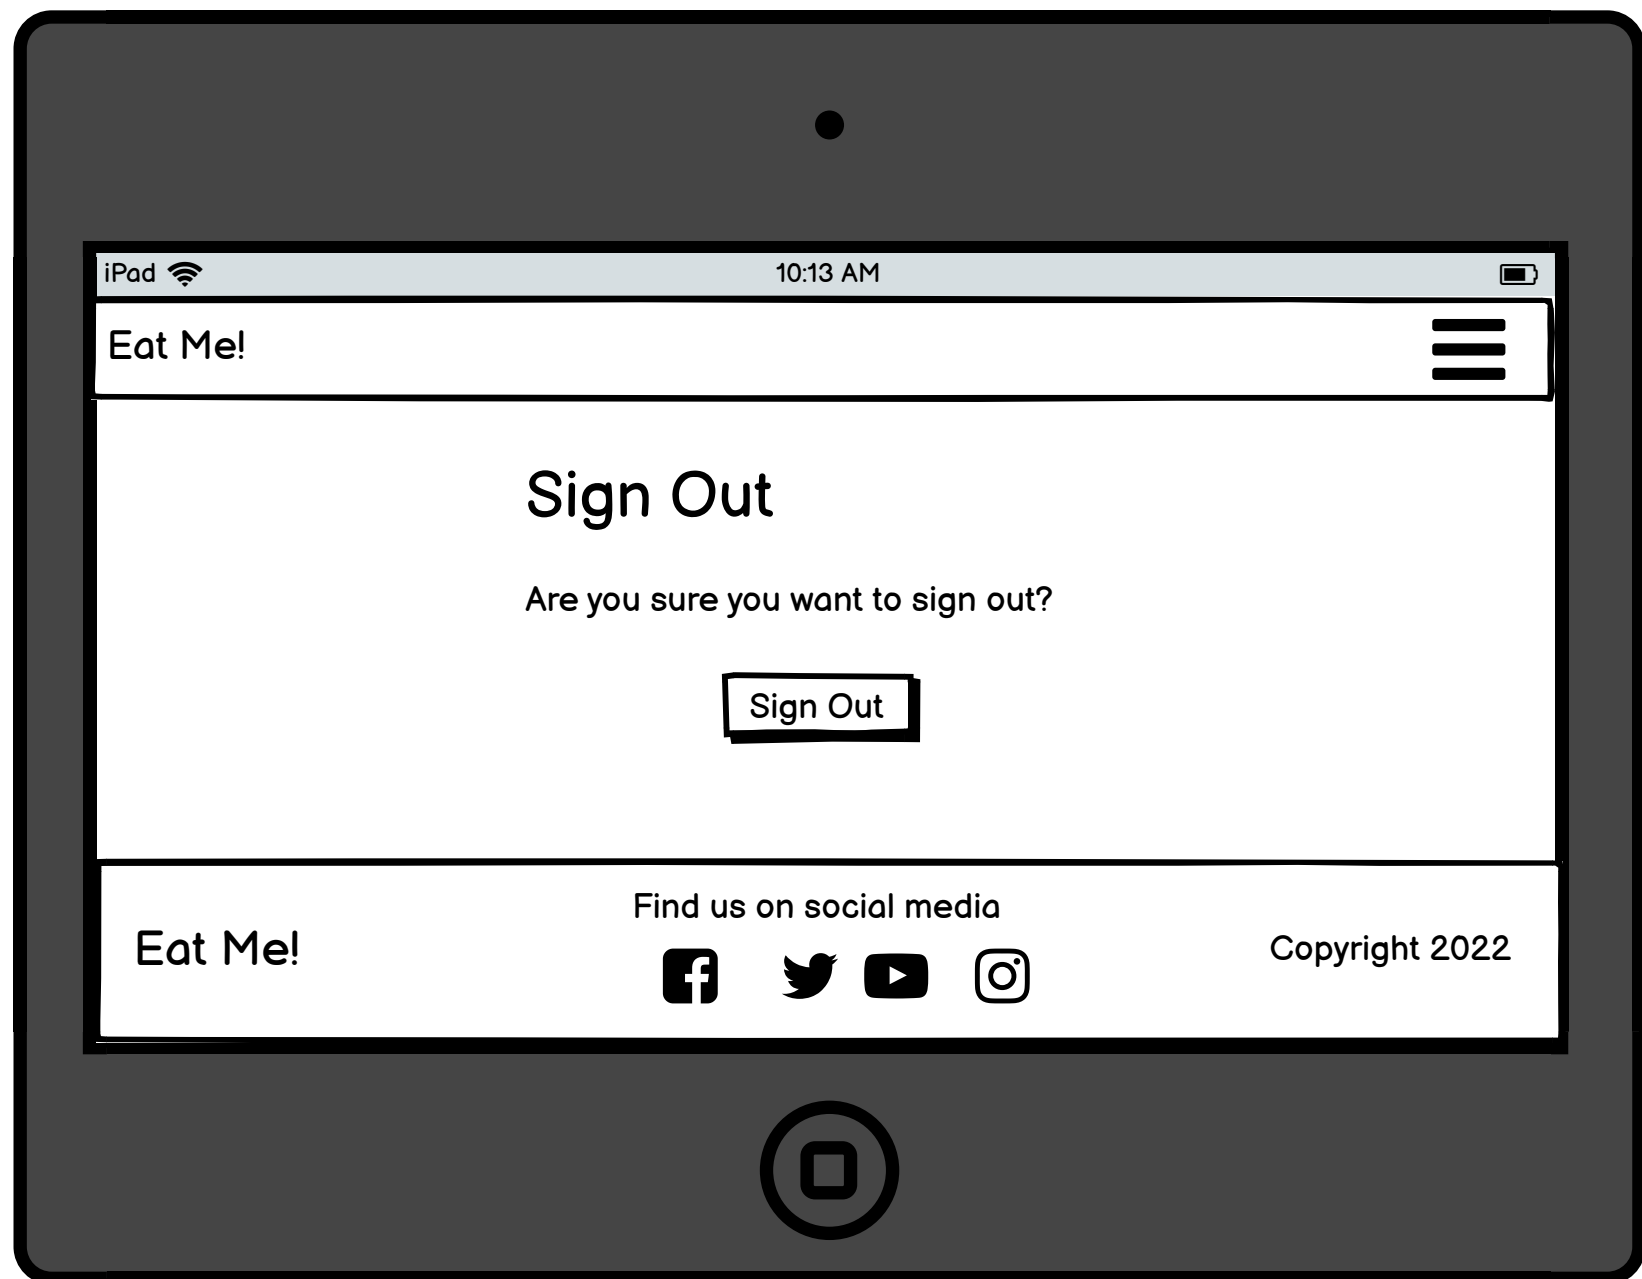 iPad
10:13 AM
Eat Me!
Sign Out
Are you sure you want to sign out?
Sign Out
Find us on social media
Eat Me!
Copyright 2022